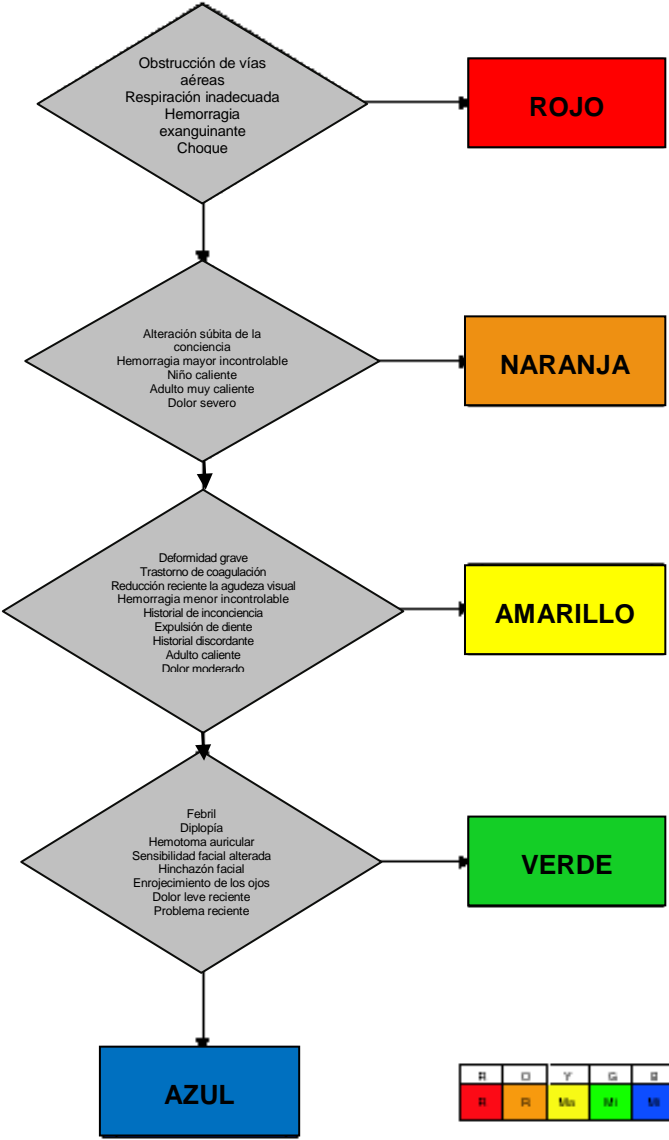 Obstrucción de vías
aéreas
Respiración inadecuada
Hemorragia
exanguinante
Choque
ROJO
Alteración súbita de la
conciencia
Hemorragia mayor incontrolable
Niño caliente
Adulto muy caliente
Dolor severo
NARANJA
Deformidad grave
Trastorno de coagulación
Reducción reciente la agudeza visual
Hemorragia menor incontrolable
Historial de inconciencia
Expulsión de diente
Historial discordante
Adulto caliente
Dolor moderado
AMARILLO
Febril
Diplopía
Hemotoma auricular
Sensibilidad facial alterada
Hinchazón facial
Enrojecimiento de los ojos
Dolor leve reciente
Problema reciente
VERDE
AZUL
R O Y G B
R R Ma Mi Mi